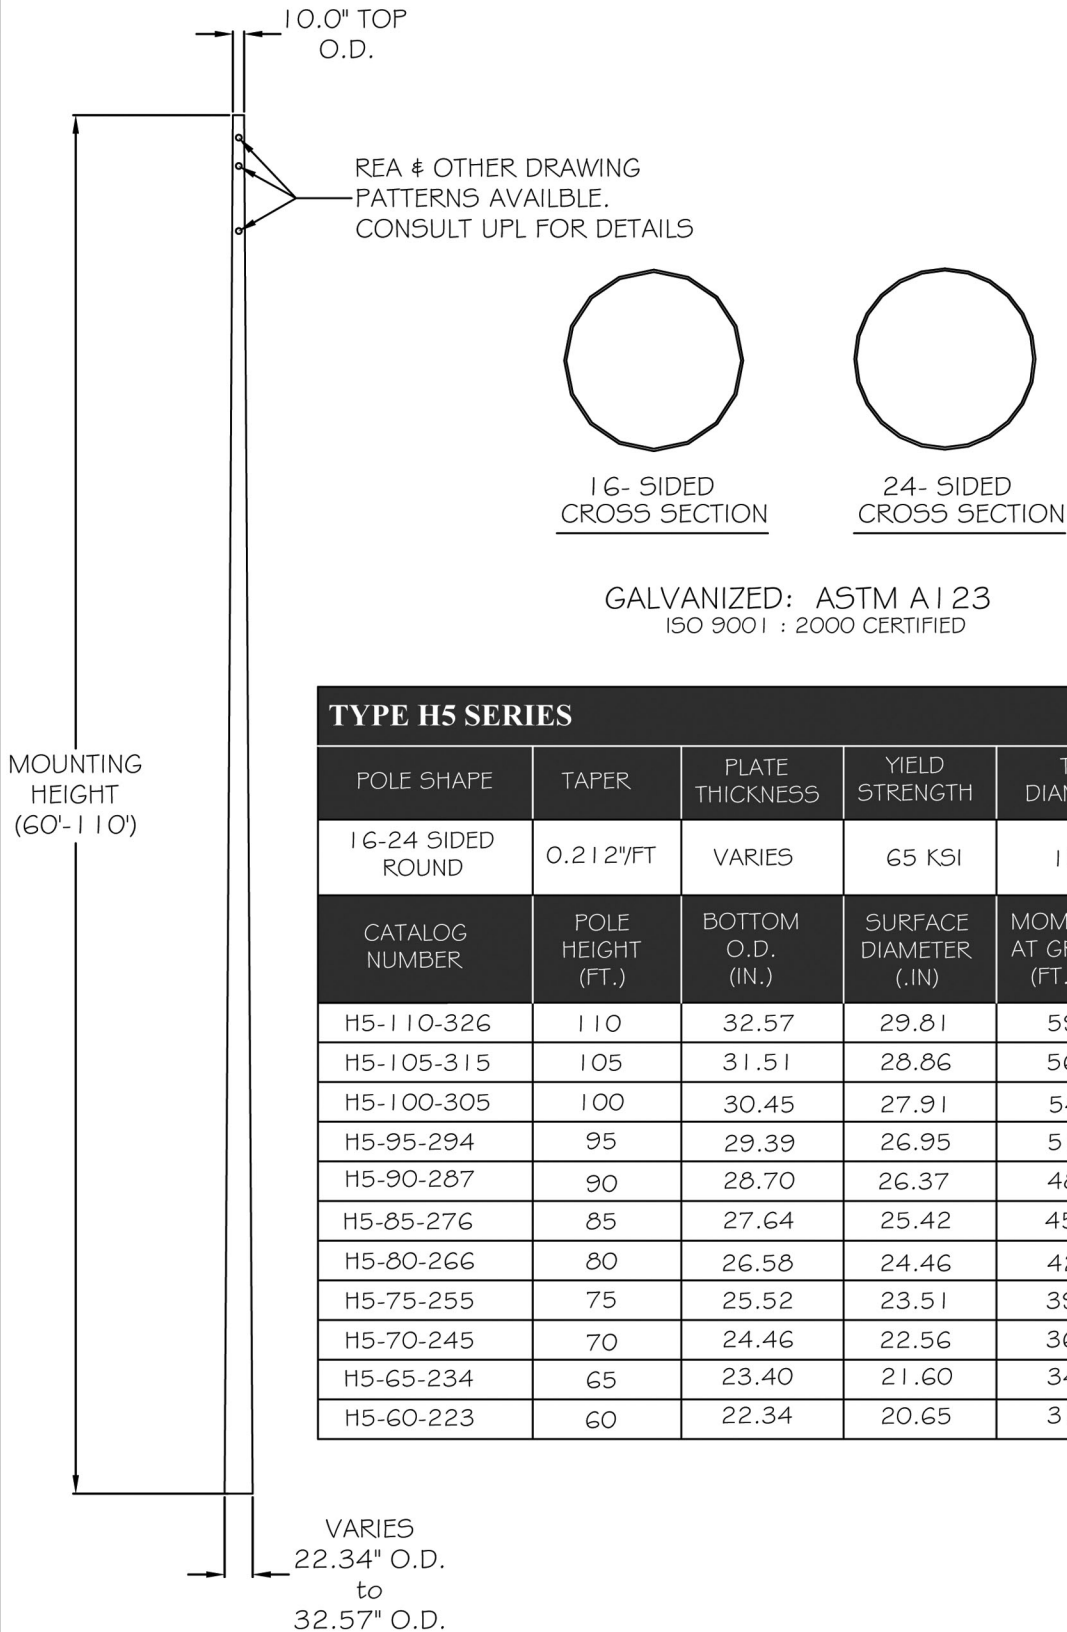 10.0" TOP
O.D.
REA & OTHER DRAWING
PATTERNS AVAILBLE.
CONSULT UPL FOR DETAILS
16- SIDED
CROSS SECTION
24- SIDED
CROSS SECTION
GALVANIZED: ASTM A123
ISO 9001 : 2000 CERTIFIED
MOUNTING
HEIGHT
(60'-110')
TYPE H5 SERIES
POLE SHAPE TAPER PLATE THICKNESS YIELD STRENGTH
16-24 SIDED ROUND 0.212"/FT VARIES 65 KSI
CATALOG NUMBER POLE HEIGHT (FT.) BOTTOM O.D. (IN.) SURFACE DIAMETER (.IN)
H5-110-326 110 32.57 29.81
H5-105-315 105 31.51 28.86
H5-100-305 100 30.45 27.91
H5-95-294 95 29.39 26.95
H5-90-287 90 28.70 26.37
H5-85-276 85 27.64 25.42
H5-80-266 80 26.58 24.46
H5-75-255 75 25.52 23.51
H5-70-245 70 24.46 22.56
H5-65-234 65 23.40 21.60
H5-60-223 60 22.34 20.65
VARIES
22.34" O.D.
to
32.57" O.D.